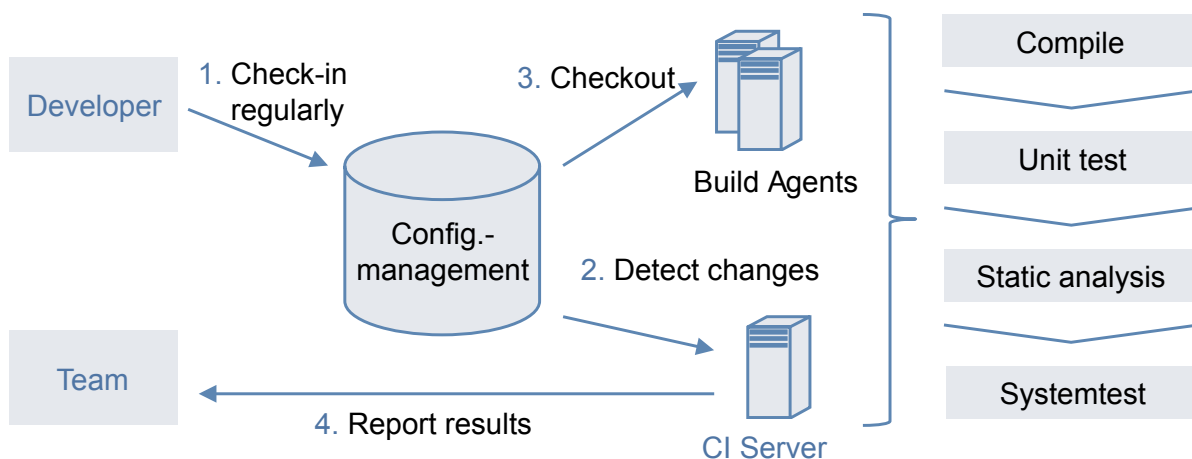 Developer
1. Check-in
regularly
Config.-
management
3. Checkout
Build Agents
2. Detect changes
CI Server
4. Report results
Team
Compile
Unit test
Static analysis
Systemtest